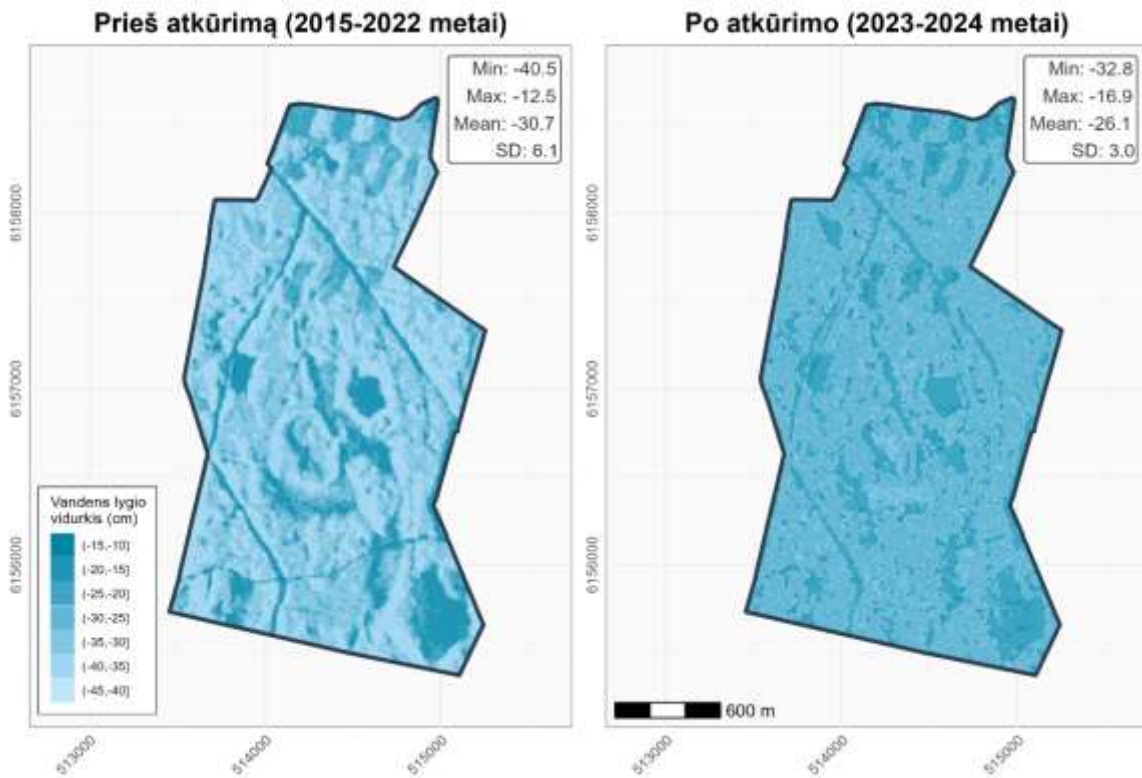 Prieš atkūrimą (2015-2022 metai)
Min: -40.5
Max: -12.5
Mean: -30.7
SD: 6.1
6158000
6157000
6156000
Vandens lygio
vidurkis (cm)
(-15,-10]
(-20,-15]
(-25,-20]
(-30,-25]
(-35,-30]
(-40,-35]
(-45,-40]
513000
514000
515000
Po atkūrimo (2023-2024 metai)
Min: -32.8
Max: -16.9
Mean: -26.1
SD: 3.0
6158000
6157000
6156000
600 m
513000
514000
515000